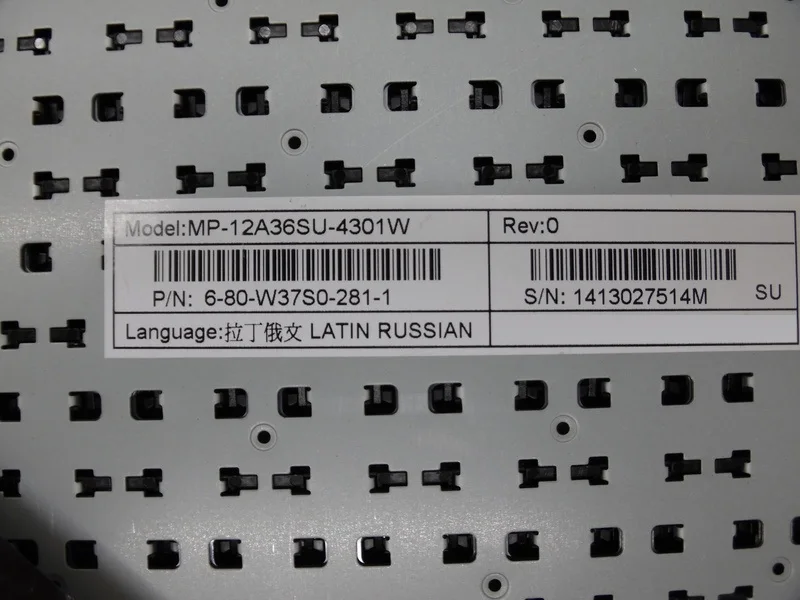 Model:MP-12A36SU-4301W
Rev:0
P/N: 6-80-W37S0-281-1
S/N: 1413027514M
SU
Language:拉丁俄文 LATIN RUSSIAN